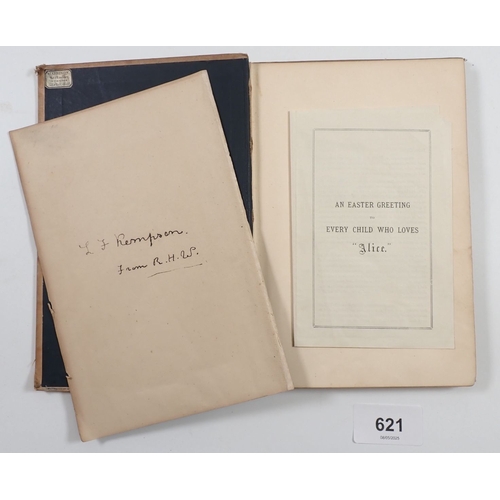 L F Kempson.
From R.H.W.
AN EASTER GREETING
TO
EVERY CHILD WHO LOVES
"Alice."
621